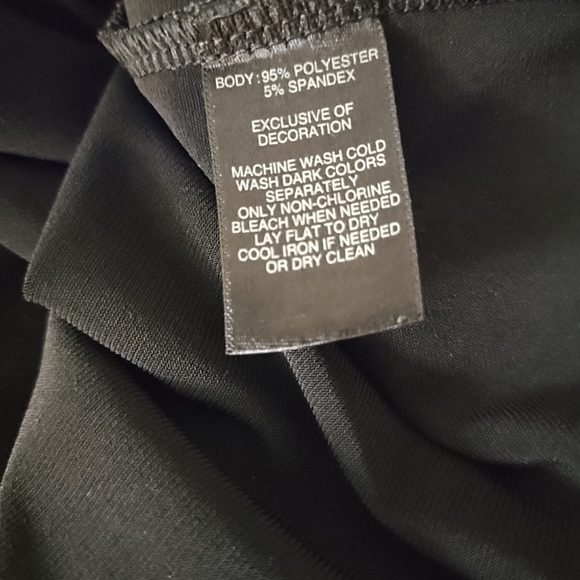 BODY : 95% POLYESTER
5% SPANDEX
EXCLUSIVE OF
DECORATION
MACHINE WASH COLD
WASH DARK COLORS
SEPARATELY
ONLY NON-CHLORINE
BLEACH WHEN NEEDED
LAY FLAT TO DRY
COOL IRON IF NEEDED
OR DRY CLEAN